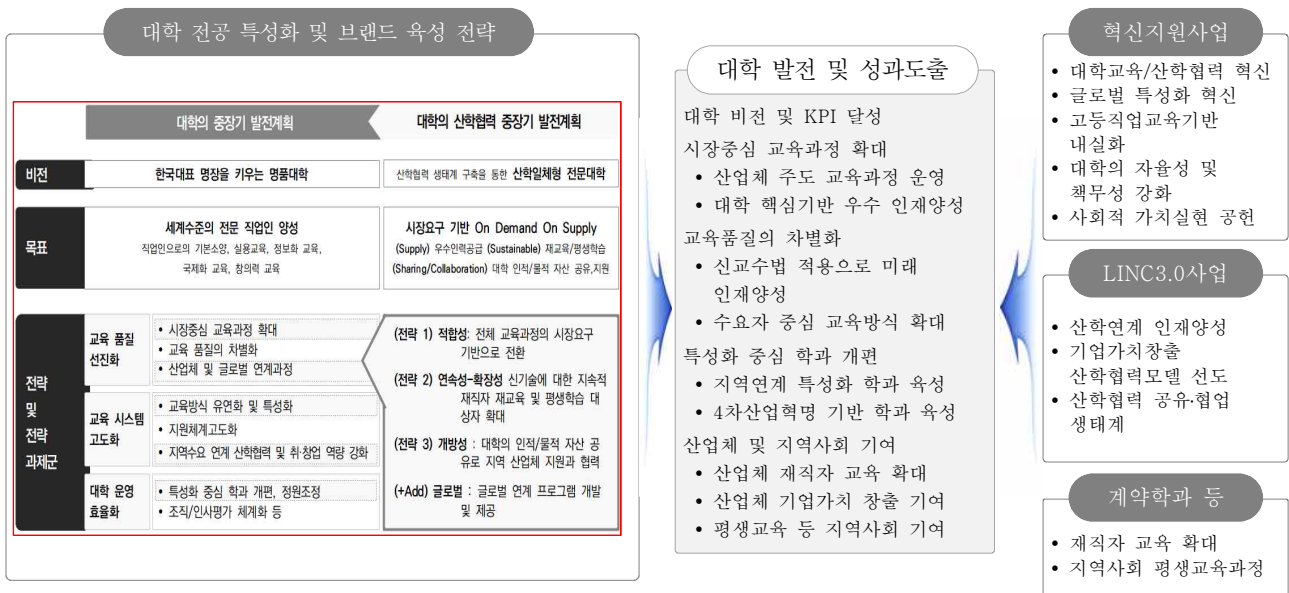 대학 전공 특성화 및 브랜드 육성 전략
대학의 중장기 발전계획
대학의 산학협력 중장기 발전계획
비전
한국대표 명장을 키우는 명품대학
산학협력 생태계 구축을 통한 산학일체형 전문대학
목표
세계수준의 전문 직업인 양성
직업인으로의 기본소양, 실용교육, 정보화 교육,
국제화 교육, 창의력 교육
시장요구 기반 On Demand On Supply
(Supply) 우수인력공급 (Sustainable) 재교육/평생학습
(Sharing/Collaboration) 대학 인적/물적 자산 공유,지원
전략
및
전략
과제군
교육 품질
선진화
• 시장중심 교육과정 확대
• 교육 품질의 차별화
• 산업체 및 글로벌 연계과정
교육 시스템
고도화
• 교육방식 유연화 및 특성화
• 지원체계고도화
• 지역수요 연계 산학협력 및 취·창업 역량 강화
대학 운영
효율화
• 특성화 중심 학과 개편, 정원조정
• 조직/인사평가 체계화 등
(전략 1) 적합성: 전체 교육과정의 시장요구
기반으로 전환
(전략 2) 연속성-확장성 신기술에 대한 지속적
재직자 재교육 및 평생학습 대
상자 확대
(전략 3) 개방성 : 대학의 인적/물적 자산 공
유로 지역 산업체 지원과 협력
(+Add) 글로벌 : 글로벌 연계 프로그램 개발
및 제공
대학 발전 및 성과도출
대학 비전 및 KPI 달성
시장중심 교육과정 확대
• 산업체 주도 교육과정 운영
• 대학 핵심기반 우수 인재양성
교육품질의 차별화
• 신교수법 적용으로 미래
인재양성
• 수요자 중심 교육방식 확대
특성화 중심 학과 개편
• 지역연계 특성화 학과 육성
• 4차산업혁명 기반 학과 육성
산업체 및 지역사회 기여
• 산업체 재직자 교육 확대
• 산업체 기업가치 창출 기여
• 평생교육 등 지역사회 기여
혁신지원사업
• 대학교육/산학협력 혁신
• 글로벌 특성화 혁신
• 고등직업교육기반
내실화
• 대학의 자율성 및
책무성 강화
• 사회적 가치실현 공헌
LINC3.0사업
• 산학연계 인재양성
• 기업가치창출
산학협력모델 선도
• 산학협력 공유·협업
생태계
계약학과 등
• 재직자 교육 확대
• 지역사회 평생교육과정